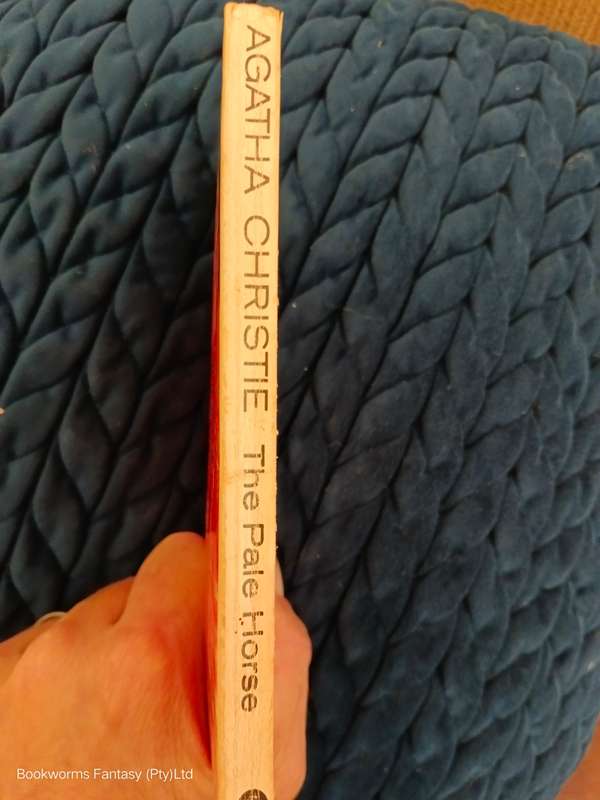 AGATHA CHRISTIE The Pale Horse
Bookworms Fantasy (Pty)Ltd